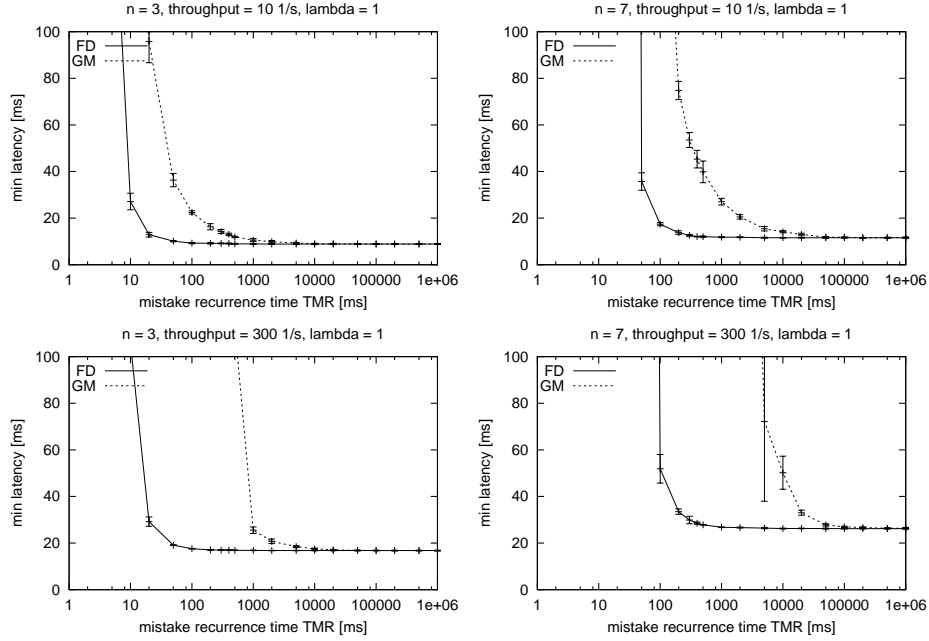 n = 3, throughput = 10 1/s, lambda = 1
FD
GM
min latency [ms]
100
80
60
40
20
0
1 10 100 1000 10000 100000 1e+06
mistake recurrence time TMR [ms]
n = 7, throughput = 10 1/s, lambda = 1
FD
GM
min latency [ms]
100
80
60
40
20
0
1 10 100 1000 10000 100000 1e+06
mistake recurrence time TMR [ms]
n = 3, throughput = 300 1/s, lambda = 1
FD
GM
min latency [ms]
100
80
60
40
20
0
1 10 100 1000 10000 100000 1e+06
mistake recurrence time TMR [ms]
n = 7, throughput = 300 1/s, lambda = 1
FD
GM
min latency [ms]
100
80
60
40
20
0
1 10 100 1000 10000 100000 1e+06
mistake recurrence time TMR [ms]